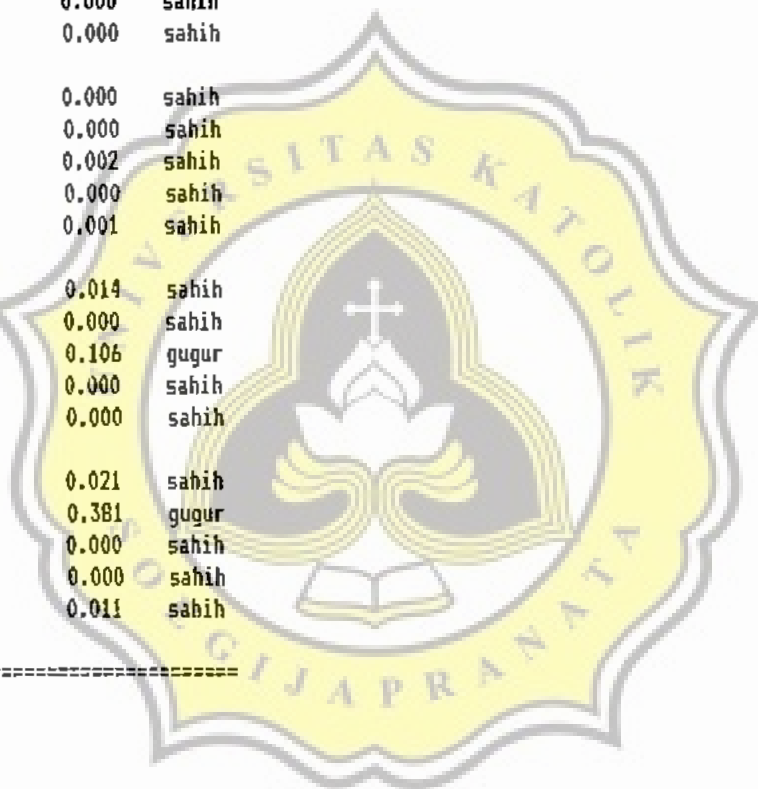 0.000 sahih
0.000 sahih
0.000 sahih
0.000 sahih
0.002 sahih
0.000 sahih
0.001 sahih
0.014 sahih
0.000 sahih
0.106 gugur
0.000 sahih
0.000 sahih
0.021 sahih
0.381 gugur
0.000 sahih
0.000 sahih
0.011 sahih
====================
UNIVERSITAS KATOLIK
SOEGIJAPRANATA